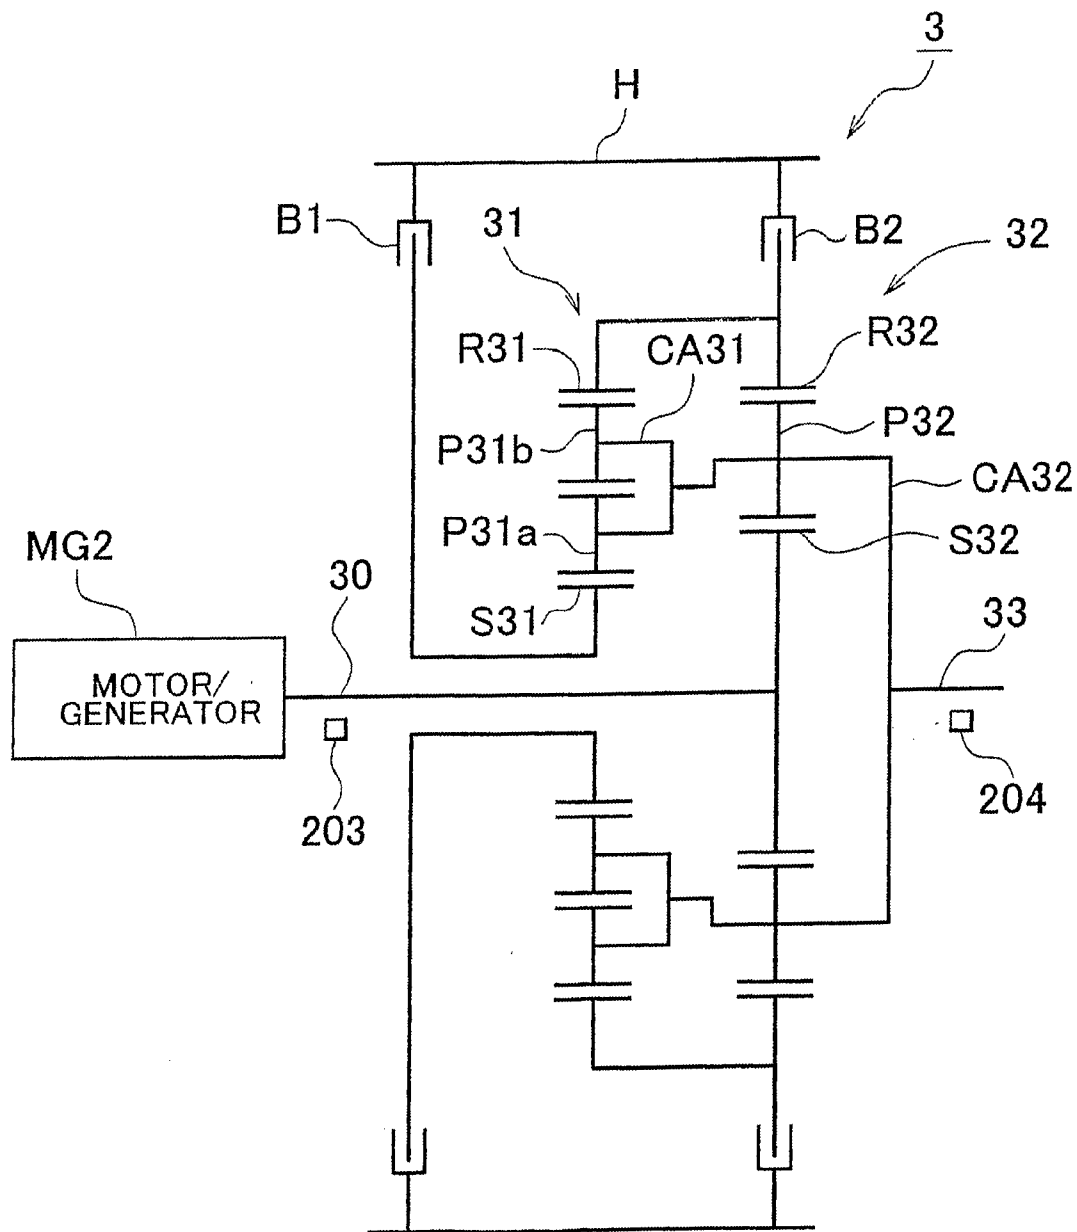 3
H
B1
31
B2
32
R31
CA31
R32
P31b
P32
CA32
P31a
S32
MG2
30
S31
33
MOTOR/
GENERATOR
203
204